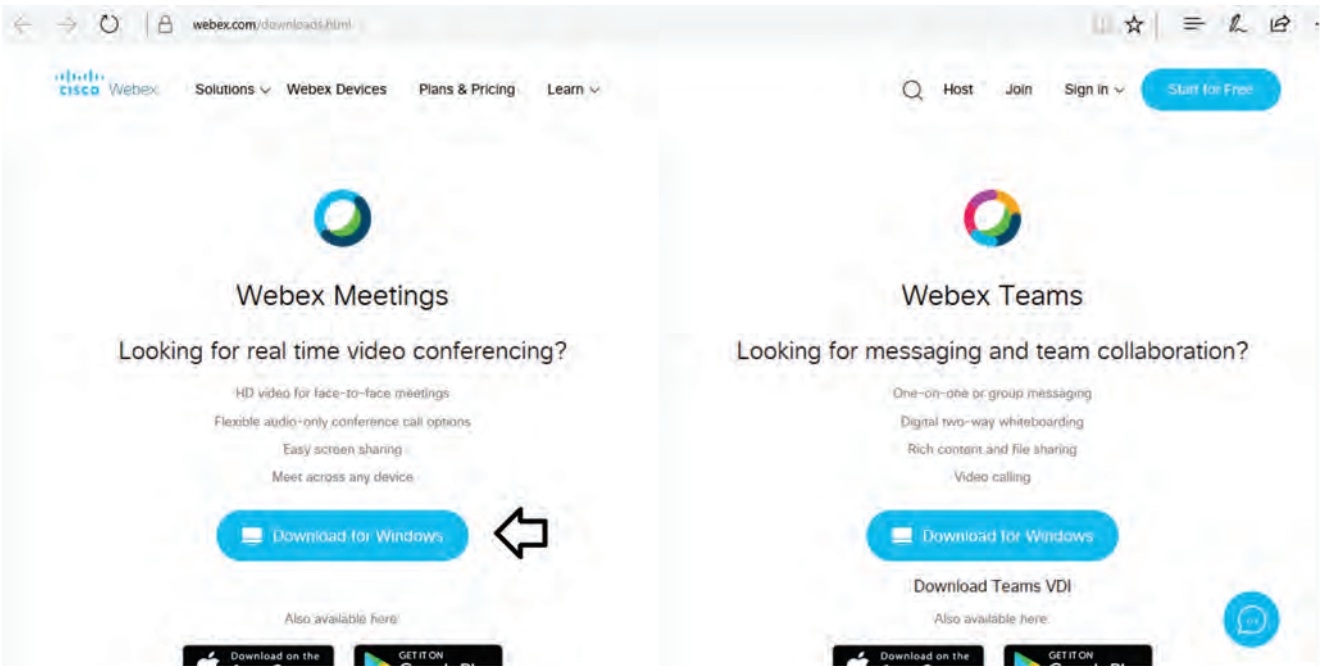 webex.com/downloads.html
cisco Webex Solutions Webex Devices Plans & Pricing Learn Host Join Sign in Start for Free
Webex Meetings
Looking for real time video conferencing?
HD video for face-to-face meetings
Flexible audio-only conference call options
Easy screen sharing
Meet across any device
Download for Windows
Also available here:
Download on the
GET IT ON
Webex Teams
Looking for messaging and team collaboration?
One-on-one or group messaging
Digital two-way whiteboarding
Rich content and file sharing
Video calling
Download for Windows
Download Teams VDI
Also available here:
Download on the
GET IT ON